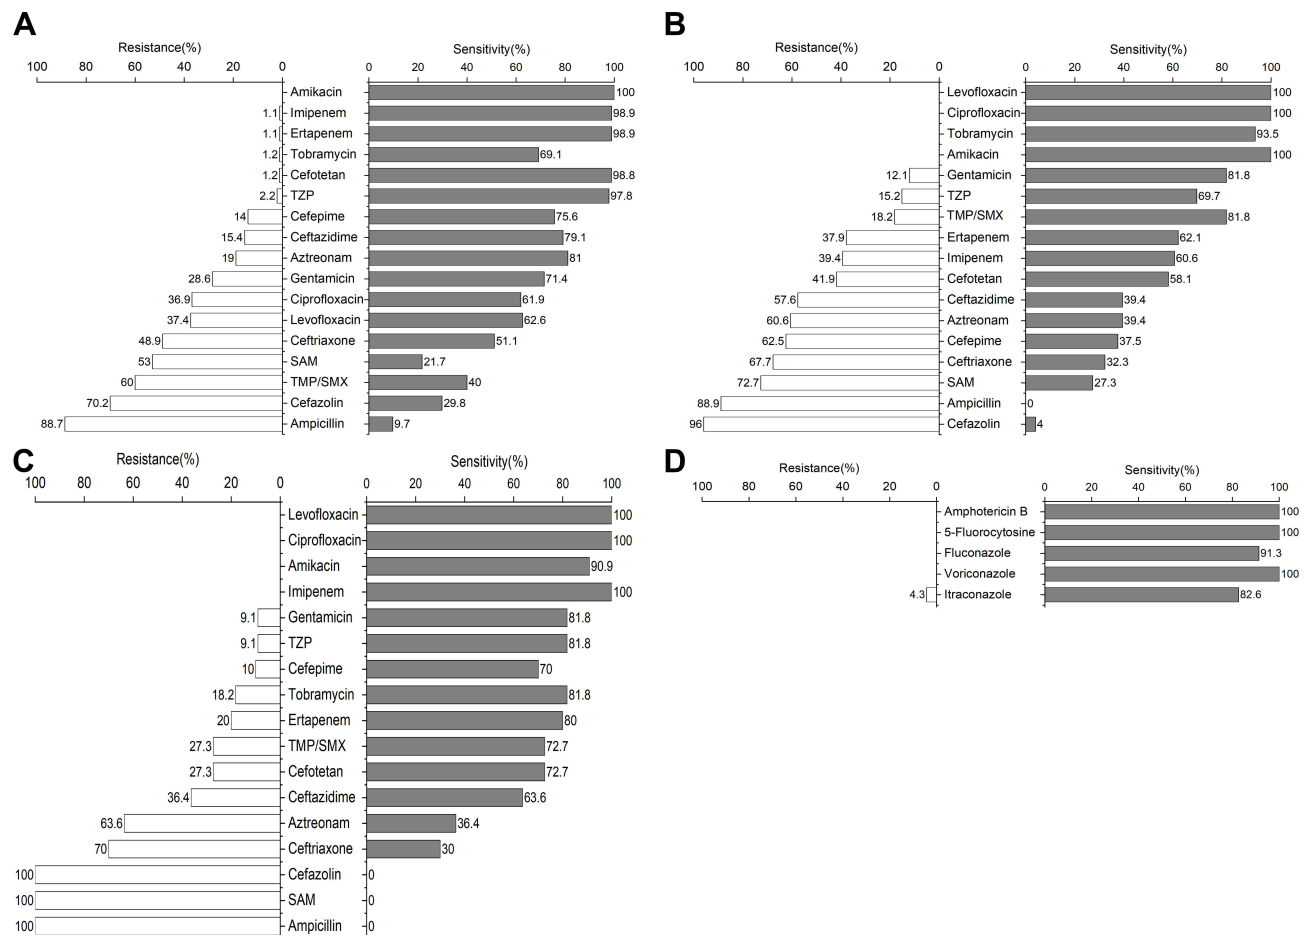 A
Resistance(%) Sensitivity(%)
100 80 60 40 20 0 0 20 40 60 80 100
Amikacin 100
1.1 Imipenem 98.9
1.1 Ertapenem 98.9
1.2 Tobramycin 69.1
1.2 Cefotetan 98.8
2.2 TZP 97.8
14 Cefepime 75.6
15.4 Ceftazidime 79.1
19 Aztreonam 81
28.6 Gentamicin 71.4
36.9 Ciprofloxacin 61.9
37.4 Levofloxacin 62.6
48.9 Ceftriaxone 51.1
53 SAM 21.7
60 TMP/SMX 40
70.2 Cefazolin 29.8
88.7 Ampicillin 9.7
B
Resistance(%) Sensitivity(%)
100 80 60 40 20 0 0 20 40 60 80 100
Levofloxacin 100
Ciprofloxacin 100
Tobramycin 93.5
Amikacin 100
12.1 Gentamicin 81.8
15.2 TZP 69.7
18.2 TMP/SMX 81.8
37.9 Ertapenem 62.1
39.4 Imipenem 60.6
41.9 Cefotetan 58.1
57.6 Ceftazidime 39.4
60.6 Aztreonam 39.4
62.5 Cefepime 37.5
67.7 Ceftriaxone 32.3
72.7 SAM 27.3
88.9 Ampicillin 0
96 Cefazolin 4
C
Resistance(%) Sensitivity(%)
100 80 60 40 20 0 0 20 40 60 80 100
Levofloxacin 100
Ciprofloxacin 100
Amikacin 90.9
Imipenem 100
9.1 Gentamicin 81.8
9.1 TZP 81.8
10 Cefepime 70
18.2 Tobramycin 81.8
20 Ertapenem 80
27.3 TMP/SMX 72.7
27.3 Cefotetan 72.7
36.4 Ceftazidime 63.6
63.6 Aztreonam 36.4
70 Ceftriaxone 30
100 Cefazolin 0
100 SAM 0
100 Ampicillin 0
D
Resistance(%) Sensitivity(%)
100 80 60 40 20 0 0 20 40 60 80 100
Amphotericin B 100
5-Fluorocytosine 100
Fluconazole 91.3
Voriconazole 100
4.3 Itraconazole 82.6